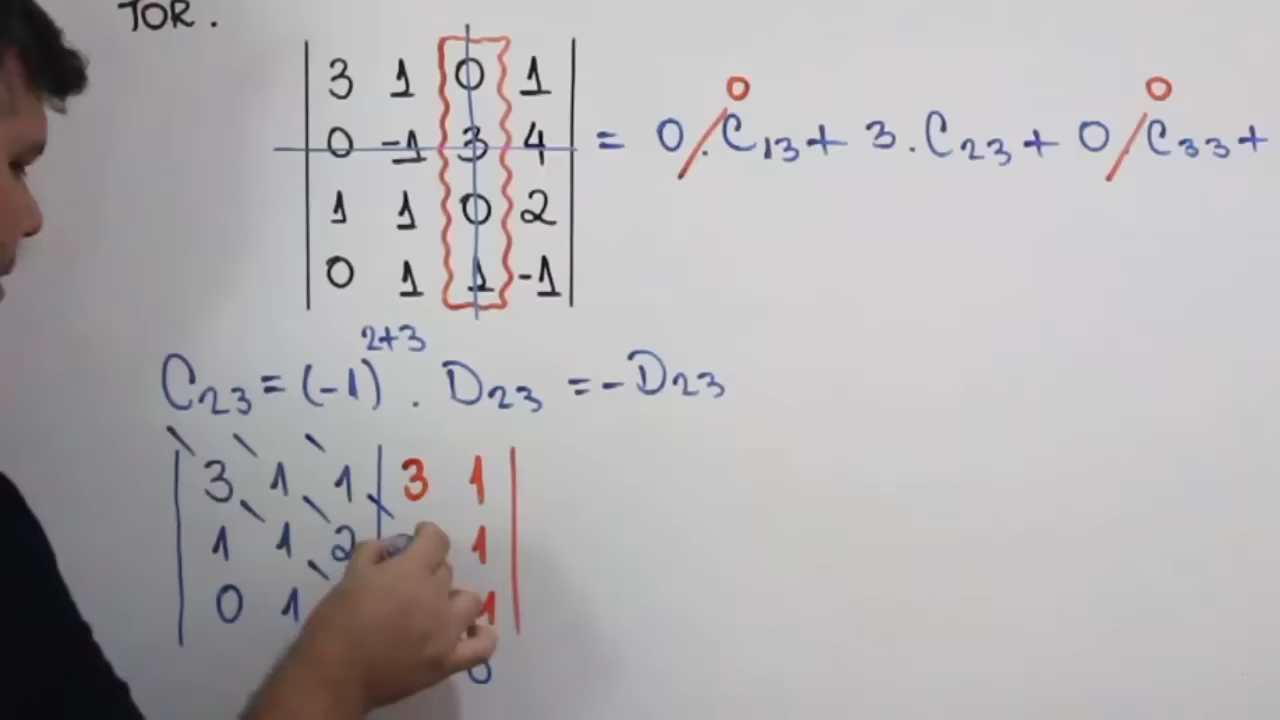 TOR.
3 1 0 1
0 -1 3 4 = 0.C₁₃ + 3.C₂₃ + 0 C₃₃ +
0 0
1 1 0 2
0 1 1 -1
C₂₃ = (-1)²⁺³ . D₂₃ = -D₂₃
3 1 1 3 1
1 1 2 1
0 1 1